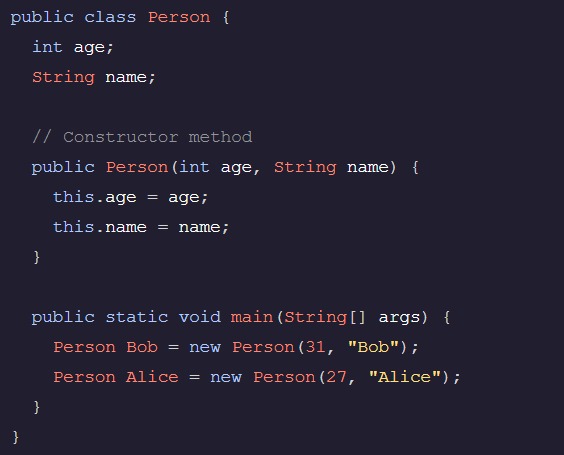 public class Person {
  int age;
  String name;

  // Constructor method
  public Person(int age, String name) {
    this.age = age;
    this.name = name;
  }

  public static void main(String[] args) {
    Person Bob = new Person(31, "Bob");
    Person Alice = new Person(27, "Alice");
  }
}